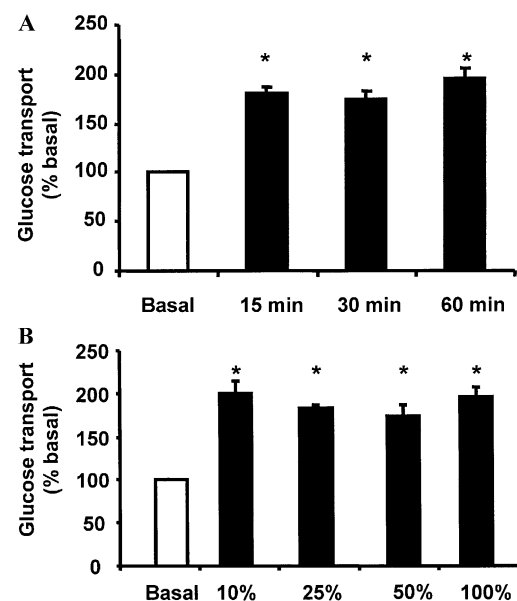 A
Glucose transport
(% basal)
250
200
150
100
50
0
* * *
Basal 15 min 30 min 60 min
B
Glucose transport
(% basal)
250
200
150
100
50
0
* * * *
Basal 10% 25% 50% 100%